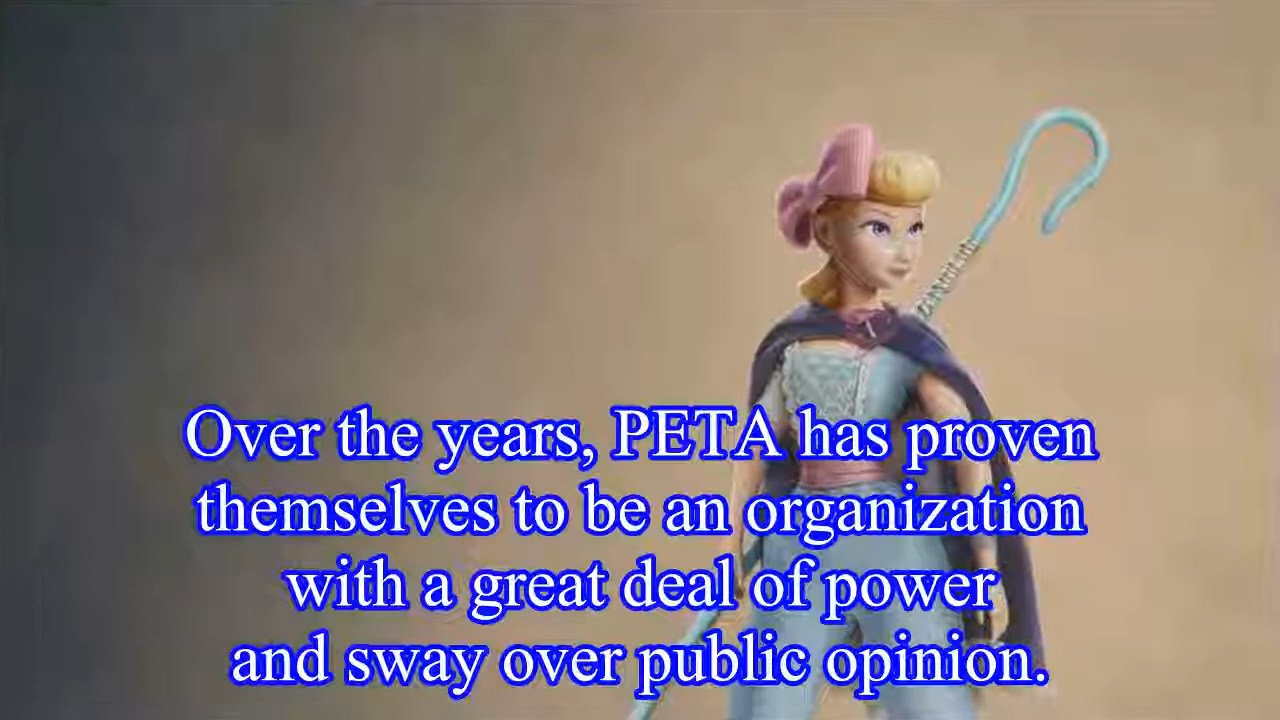 Over the years, PETA has proven
themselves to be an organization
with a great deal of power
and sway over public opinion.